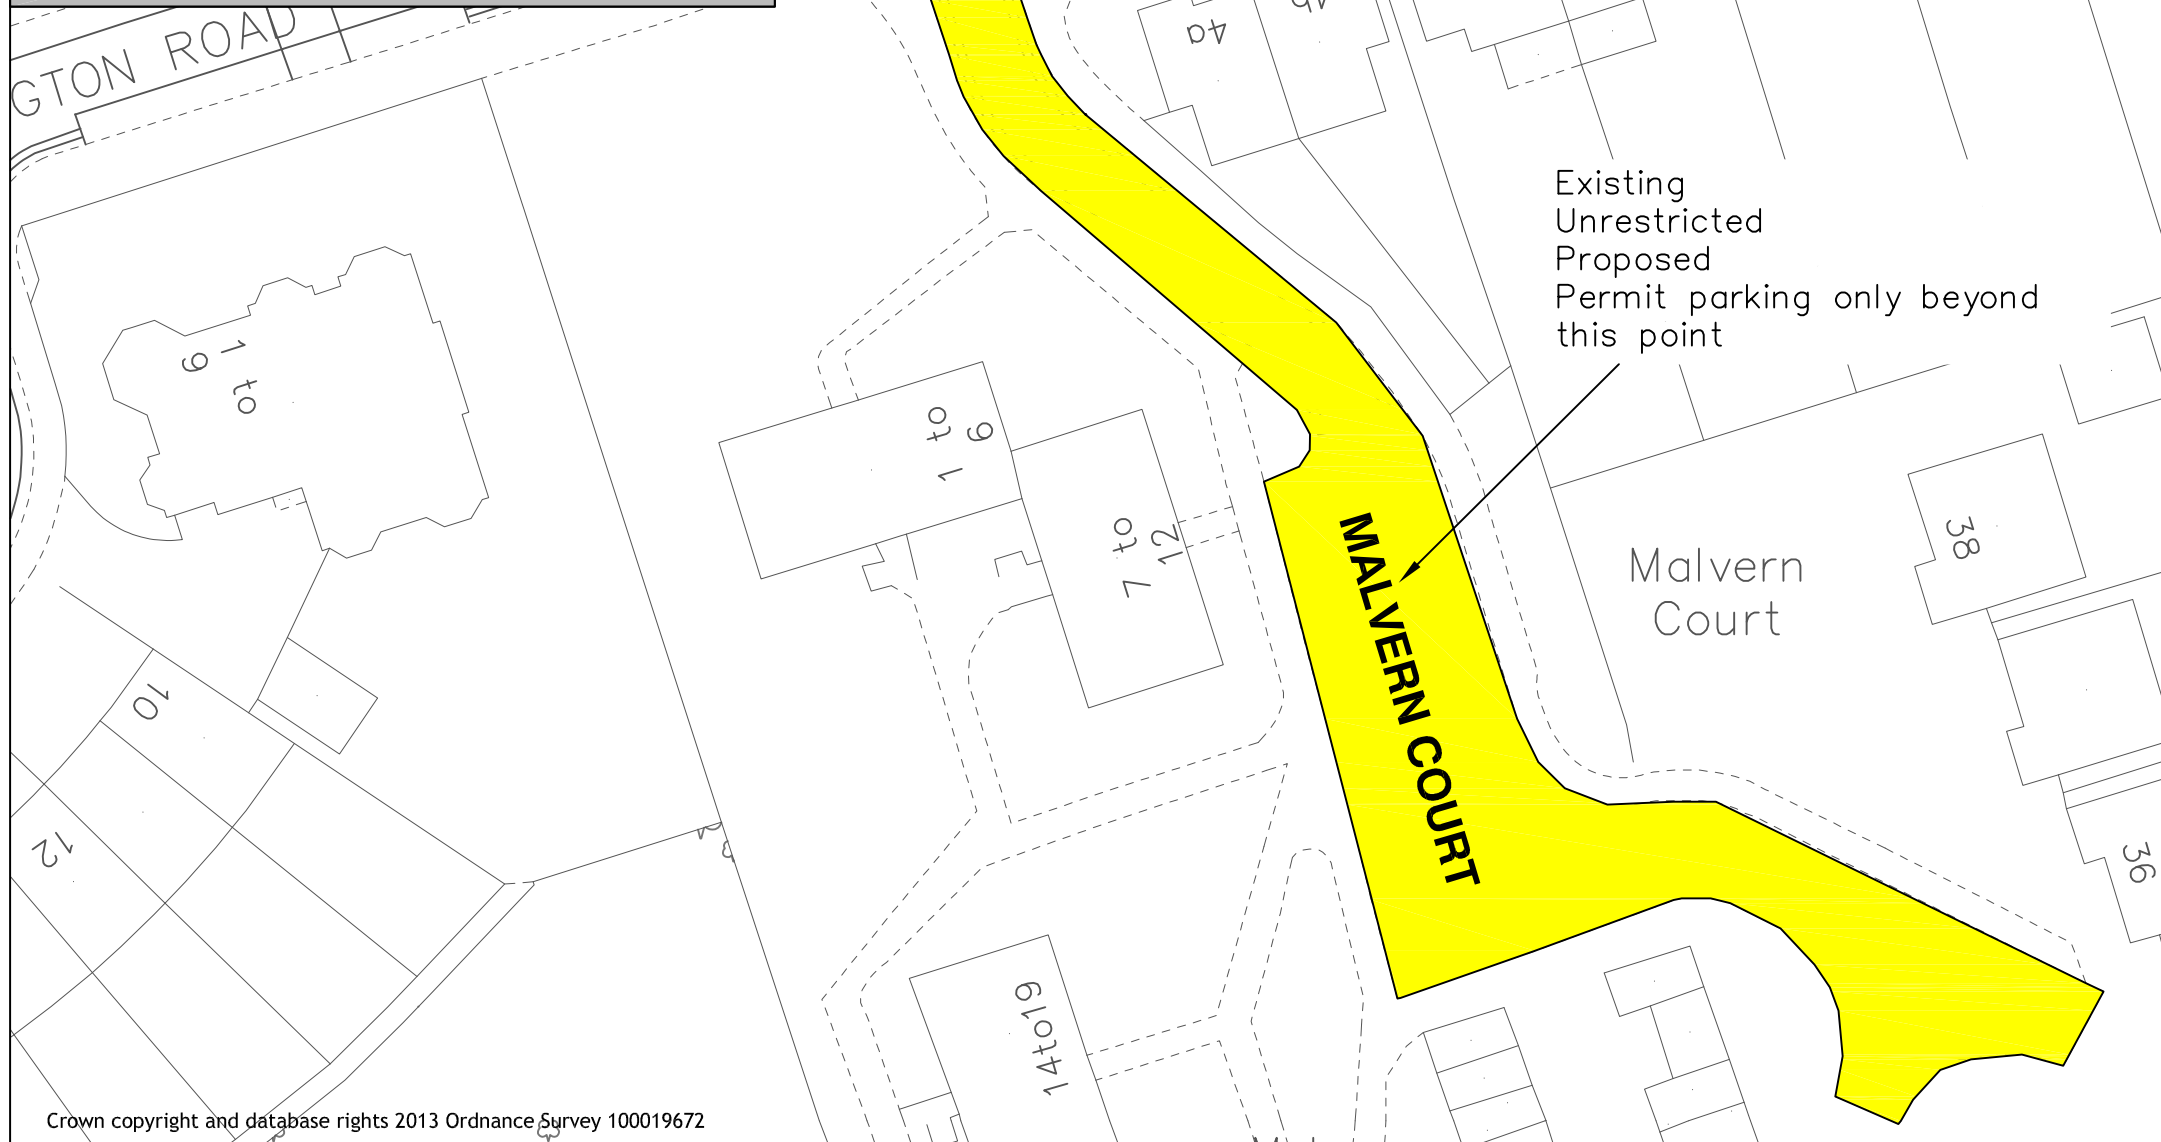 GTON ROAD
4a
Existing
Unrestricted
Proposed
Permit parking only beyond
this point
1 to
9
1 to
6
7 to
12
MALVERN COURT
Malvern
Court
38
10
12
36
14to19
Crown copyright and database rights 2013 Ordnance Survey 100019672